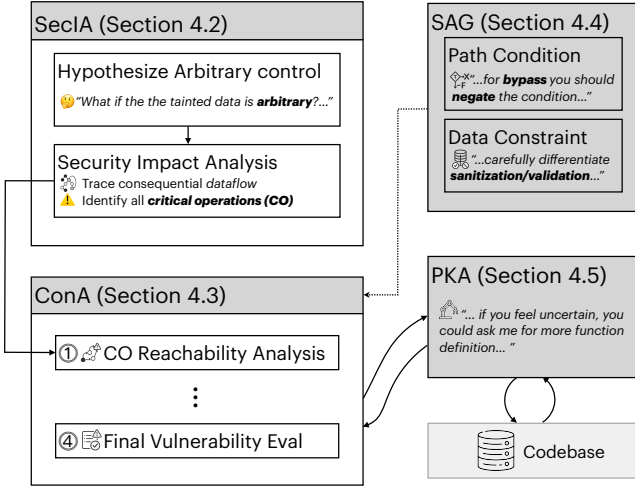 SecIA (Section 4.2)
Hypothesize Arbitrary control
“What if the the tainted data is arbitrary?...”
Security Impact Analysis
Trace consequential dataflow
Identify all critical operations (CO)
SAG (Section 4.4)
Path Condition
“...for bypass you should
negate the condition...”
Data Constraint
“...carefully differentiate
sanitization/validation...”
ConA (Section 4.3)
① CO Reachability Analysis
⋮
④ Final Vulnerability Eval
PKA (Section 4.5)
“... if you feel uncertain, you
could ask me for more function
definition... ”
Codebase